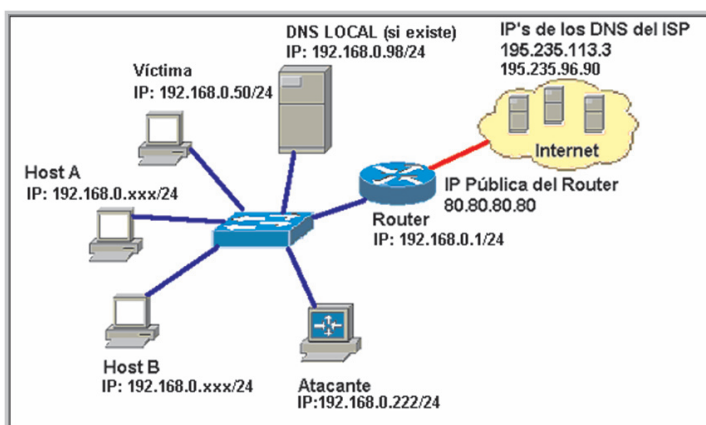 DNS LOCAL (si existe)
IP: 192.168.0.98/24
IP's de los DNS del ISP
195.235.113.3
195.235.96.90
Víctima
IP: 192.168.0.50/24
Internet
Host A
IP: 192.168.0.xxx/24
IP Pública del Router
80.80.80.80
Router
IP: 192.168.0.1/24
Host B
IP: 192.168.0.xxx/24
Atacante
IP:192.168.0.222/24